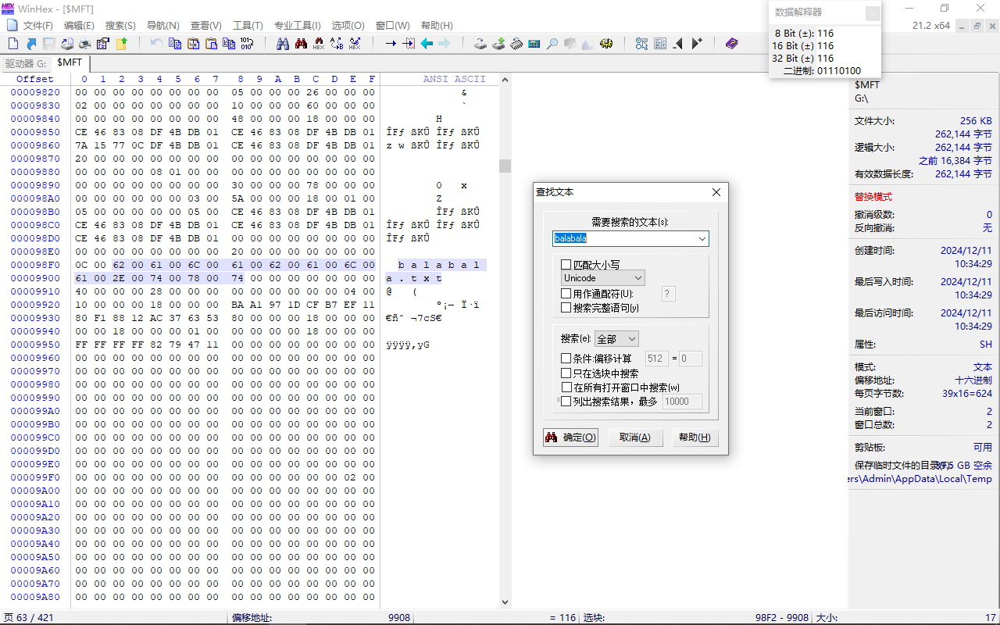 WinHex - [$MFT]
文件(F) 编辑(E) 搜索(S) 导航(N) 查看(V) 工具(T) 专业工具(I) 选项(O) 窗口(W) 帮助(H) 21.2 x64
驱动器 G: $MFT
Offset 0 1 2 3 4 5 6 7 8 9 A B C D E F ANSI ASCII
00009820 00 00 00 00 00 00 00 00 05 00 00 00 26 00 00 00 &
00009830 02 00 00 00 00 00 00 00 10 00 00 00 60 00 00 00 `
00009840 00 00 00 00 00 00 00 00 48 00 00 00 18 00 00 00 H
00009850 CE 46 83 08 DF 4B DB 01 CE 46 83 08 DF 4B DB 01 ÎFƒ ßKÛ ÎFƒ ßKÛ
00009860 7A 15 77 0C DF 4B DB 01 CE 46 83 08 DF 4B DB 01 z w ßKÛ ÎFƒ ßKÛ
00009870 20 00 00 00 00 00 00 00 00 00 00 00 00 00 00 00
00009880 00 00 00 00 08 01 00 00 00 00 00 00 00 00 00 00
00009890 00 00 00 00 00 00 00 00 30 00 00 00 78 00 00 00 0 x
000098A0 00 00 00 00 00 00 03 00 5A 00 00 00 18 00 01 00 Z
000098B0 05 00 00 00 00 00 05 00 CE 46 83 08 DF 4B DB 01 ÎFƒ ßKÛ
000098C0 CE 46 83 08 DF 4B DB 01 CE 46 83 08 DF 4B DB 01 ÎFƒ ßKÛ ÎFƒ ßKÛ
000098D0 CE 46 83 08 DF 4B DB 01 00 00 00 00 00 00 00 00 ÎFƒ ßKÛ
000098E0 00 00 00 00 00 00 00 00 20 00 00 00 00 00 00 00
000098F0 0C 00 62 00 61 00 6C 00 61 00 62 00 61 00 6C 00 b a l a b a l
00009900 61 00 2E 00 74 00 78 00 74 00 00 00 00 00 00 00 a . t x t
00009910 40 00 00 00 28 00 00 00 00 00 00 00 00 00 04 00 @ (
00009920 10 00 00 00 18 00 00 00 BA A1 97 1D CF B7 EF 11 º¡— Ï·ï
00009930 80 F1 88 12 AC 37 63 53 80 00 00 00 18 00 00 00 €ñˆ ¬7cS€
00009940 00 00 18 00 00 00 01 00 00 00 00 00 18 00 00 00
00009950 FF FF FF FF 82 79 47 11 00 00 00 00 00 00 00 00 ÿÿÿÿ‚yG
00009960 00 00 00 00 00 00 00 00 00 00 00 00 00 00 00 00
00009970 00 00 00 00 00 00 00 00 00 00 00 00 00 00 00 00
00009980 00 00 00 00 00 00 00 00 00 00 00 00 00 00 00 00
00009990 00 00 00 00 00 00 00 00 00 00 00 00 00 00 00 00
000099A0 00 00 00 00 00 00 00 00 00 00 00 00 00 00 00 00
000099B0 00 00 00 00 00 00 00 00 00 00 00 00 00 00 00 00
000099C0 00 00 00 00 00 00 00 00 00 00 00 00 00 00 00 00
000099D0 00 00 00 00 00 00 00 00 00 00 00 00 00 00 00 00
000099E0 00 00 00 00 00 00 00 00 00 00 00 00 00 00 00 00
000099F0 00 00 00 00 00 00 00 00 00 00 00 00 00 00 02 00
00009A00 00 00 00 00 00 00 00 00 00 00 00 00 00 00 00 00
00009A10 00 00 00 00 00 00 00 00 00 00 00 00 00 00 00 00
00009A20 00 00 00 00 00 00 00 00 00 00 00 00 00 00 00 00
00009A30 00 00 00 00 00 00 00 00 00 00 00 00 00 00 00 00
00009A40 00 00 00 00 00 00 00 00 00 00 00 00 00 00 00 00
00009A50 00 00 00 00 00 00 00 00 00 00 00 00 00 00 00 00
00009A60 00 00 00 00 00 00 00 00 00 00 00 00 00 00 00 00
00009A70 00 00 00 00 00 00 00 00 00 00 00 00 00 00 00 00
00009A80 00 00 00 00 00 00 00 00 00 00 00 00 00 00 00 00
页 63 / 421 偏移地址: 9908 = 116 选块: 98F2 - 9908 大小: 17
查找文本
需要搜索的文本(s):
balabala
匹配大小写
Unicode
用作通配符(U): ?
搜索完整语句(y)
搜索(e): 全部
条件:偏移计算 512 = 0
只在选块中搜索
在所有打开窗口中搜索(w)
列出搜索结果，最多 10000
确定(O) 取消(A) 帮助(H)
数据解释器
8 Bit (±): 116
16 Bit (±): 116
32 Bit (±): 116
二进制: 01110100
$MFT
G:\
文件大小: 256 KB
262,144 字节
逻辑大小: 262,144 字节
之前 16,384 字节
有效数据长度: 262,144 字节
替换模式
撤消级数: 0
反向撤消: 无
创建时间: 2024/12/11
10:34:29
最后写入时间: 2024/12/11
10:34:29
最后访问时间: 2024/12/11
10:34:29
属性: SH
模式: 文本
偏移地址: 十六进制
每页字节数: 39x16=624
当前窗口: 2
窗口总数: 2
剪贴板: 可用
保存临时文件的目录(F): GB 空余
ers\Admin\AppData\Local\Temp